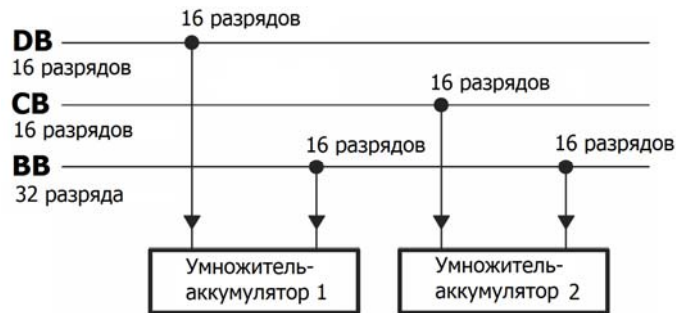 16 разрядов
DB
16 разрядов
16 разрядов
CB
16 разрядов
16 разрядов
16 разрядов
BB
32 разряда
Умножитель-
аккумулятор 1
Умножитель-
аккумулятор 2